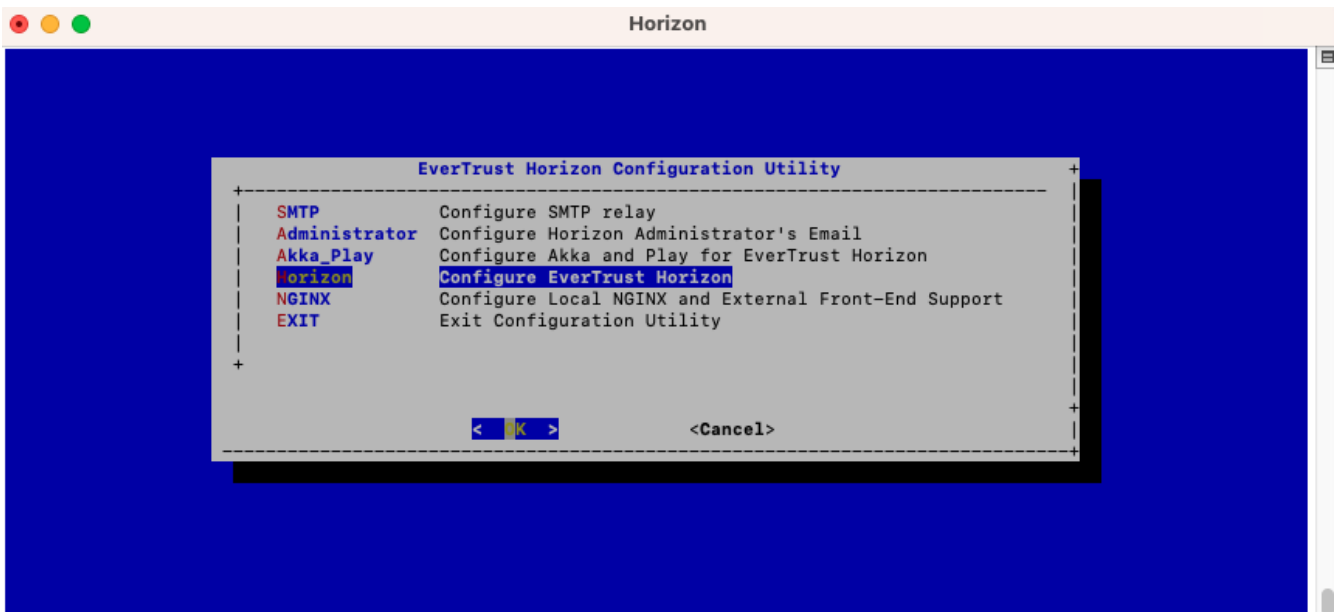 Horizon
EverTrust Horizon Configuration Utility
SMTP Configure SMTP relay
Administrator Configure Horizon Administrator's Email
Akka_Play Configure Akka and Play for EverTrust Horizon
Horizon Configure EverTrust Horizon
NGINX Configure Local NGINX and External Front-End Support
EXIT Exit Configuration Utility
< OK > <Cancel>